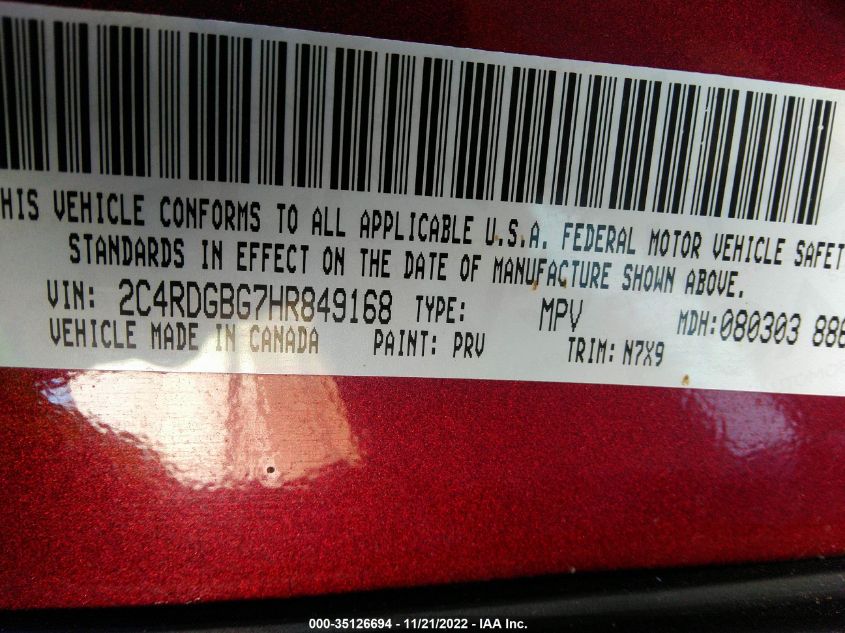 HIS VEHICLE CONFORMS TO ALL APPLICABLE U.S.A. FEDERAL MOTOR VEHICLE SAFET
STANDARDS IN EFFECT ON THE DATE OF MANUFACTURE SHOWN ABOVE.
VIN: 2C4RDGBG7HR849168 TYPE: MPV MDH:080303 886
VEHICLE MADE IN CANADA PAINT: PRV TRIM: N7X9
000-35126694 - 11/21/2022 - IAA Inc.